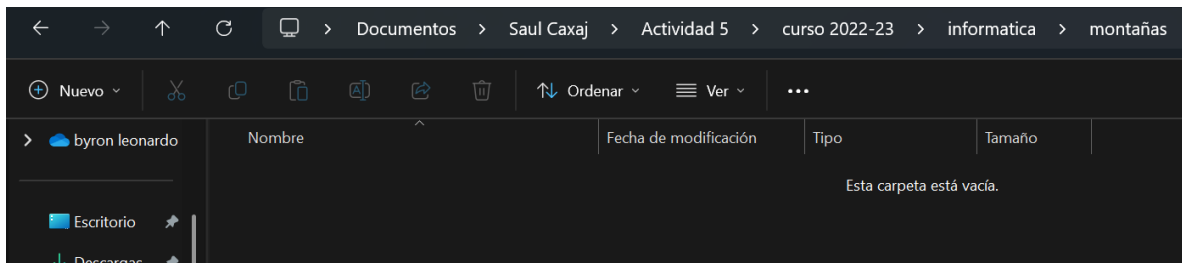 Documentos > Saul Caxaj > Actividad 5 > curso 2022-23 > informatica > montañas
Nuevo Ordenar Ver
byron leonardo
Nombre Fecha de modificación Tipo Tamaño
Esta carpeta está vacía.
Escritorio
Descargas